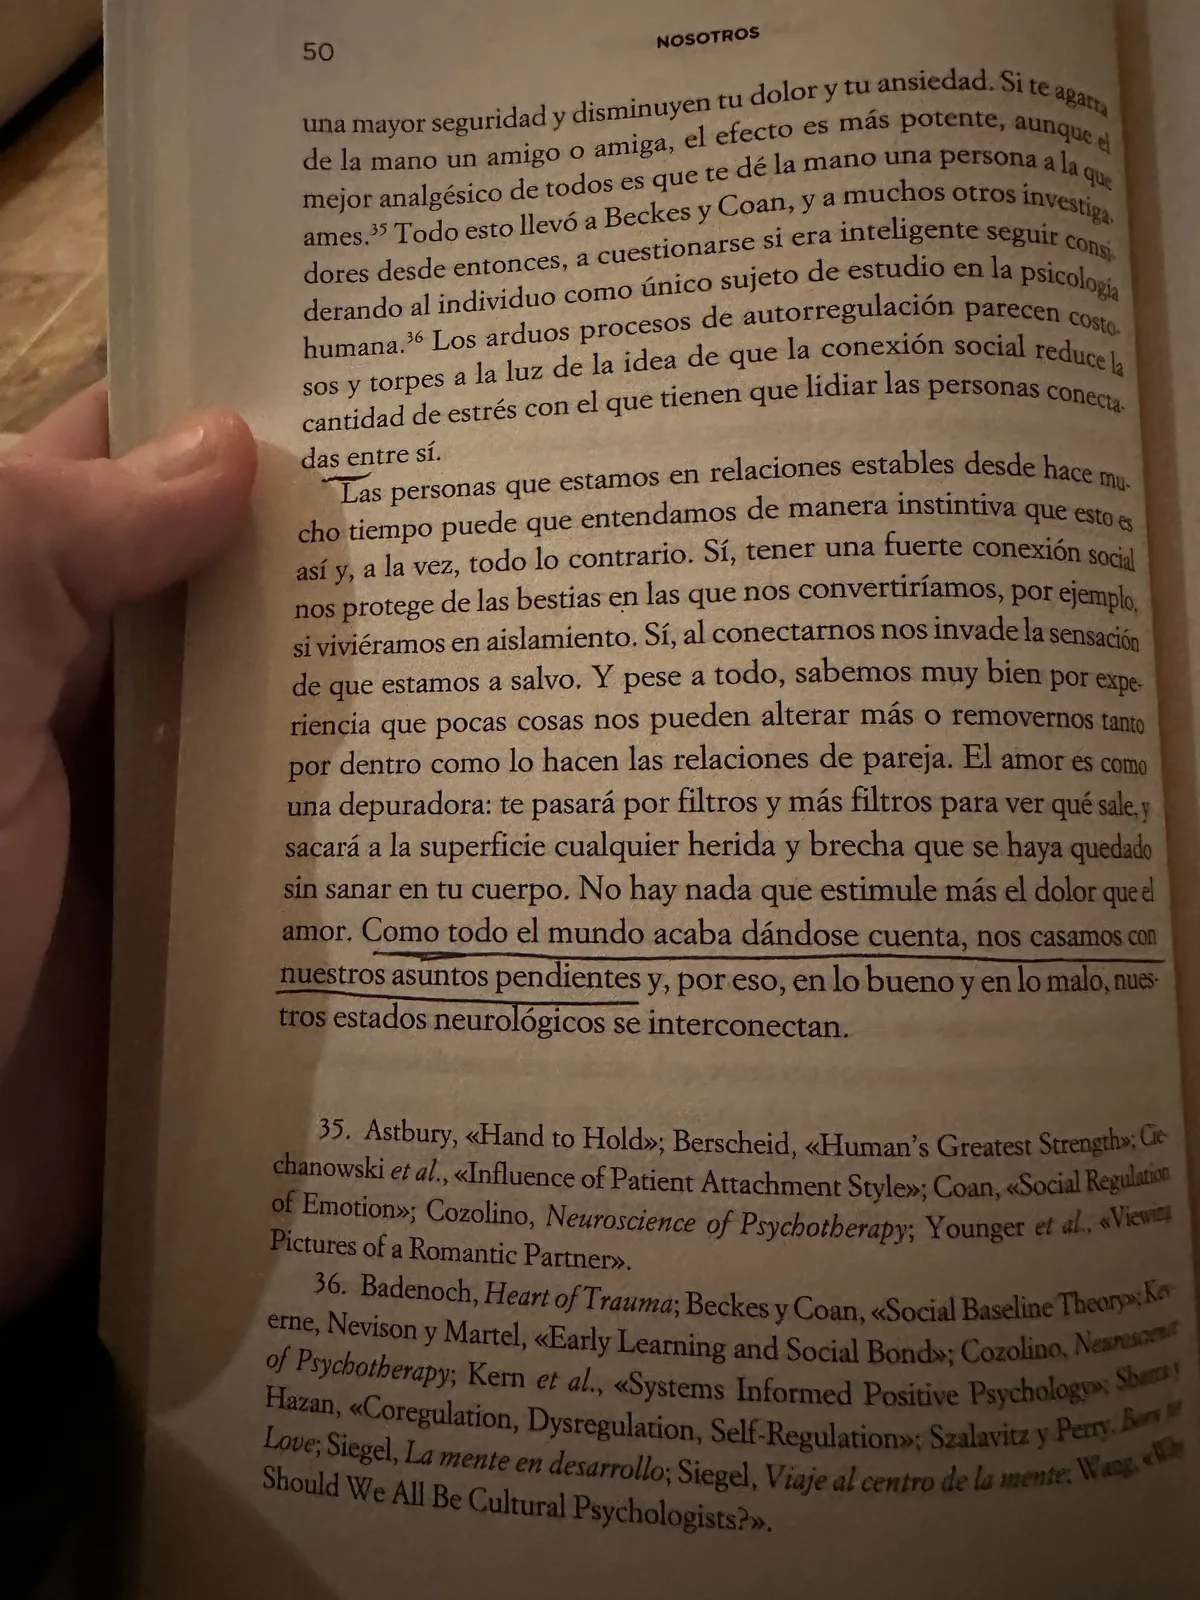 50
NOSOTROS
una mayor seguridad y disminuyen tu dolor y tu ansiedad. Si te agarra
de la mano un amigo o amiga, el efecto es más potente, aunque el
mejor analgésico de todos es que te dé la mano una persona a la que
ames.³⁵ Todo esto llevó a Beckes y Coan, y a muchos otros investiga-
dores desde entonces, a cuestionarse si era inteligente seguir consi-
derando al individuo como único sujeto de estudio en la psicología
humana.³⁶ Los arduos procesos de autorregulación parecen costo-
sos y torpes a la luz de la idea de que la conexión social reduce la
cantidad de estrés con el que tienen que lidiar las personas conecta-
das entre sí.
Las personas que estamos en relaciones estables desde hace mu-
cho tiempo puede que entendamos de manera instintiva que esto es
así y, a la vez, todo lo contrario. Sí, tener una fuerte conexión social
nos protege de las bestias en las que nos convertiríamos, por ejemplo,
si viviéramos en aislamiento. Sí, al conectarnos nos invade la sensación
de que estamos a salvo. Y pese a todo, sabemos muy bien por expe-
riencia que pocas cosas nos pueden alterar más o removernos tanto
por dentro como lo hacen las relaciones de pareja. El amor es como
una depuradora: te pasará por filtros y más filtros para ver qué sale, y
sacará a la superficie cualquier herida y brecha que se haya quedado
sin sanar en tu cuerpo. No hay nada que estimule más el dolor que el
amor. Como todo el mundo acaba dándose cuenta, nos casamos con
nuestros asuntos pendientes y, por eso, en lo bueno y en lo malo, nues-
tros estados neurológicos se interconectan.
35. Astbury, «Hand to Hold»; Berscheid, «Human's Greatest Strength»; Cie-
chanowski et al., «Influence of Patient Attachment Style»; Coan, «Social Regulation
of Emotion»; Cozolino, Neuroscience of Psychotherapy; Younger et al., «Viewing
Pictures of a Romantic Partner».
36. Badenoch, Heart of Trauma; Beckes y Coan, «Social Baseline Theory»; Kev-
erne, Nevison y Martel, «Early Learning and Social Bond»; Cozolino, Neuroscience
of Psychotherapy; Kern et al., «Systems Informed Positive Psychology»; Sbarra y
Hazan, «Coregulation, Dysregulation, Self-Regulation»; Szalavitz y Perry, Born for
Love; Siegel, La mente en desarrollo; Siegel, Viaje al centro de la mente; Wang, «Why
Should We All Be Cultural Psychologists?».